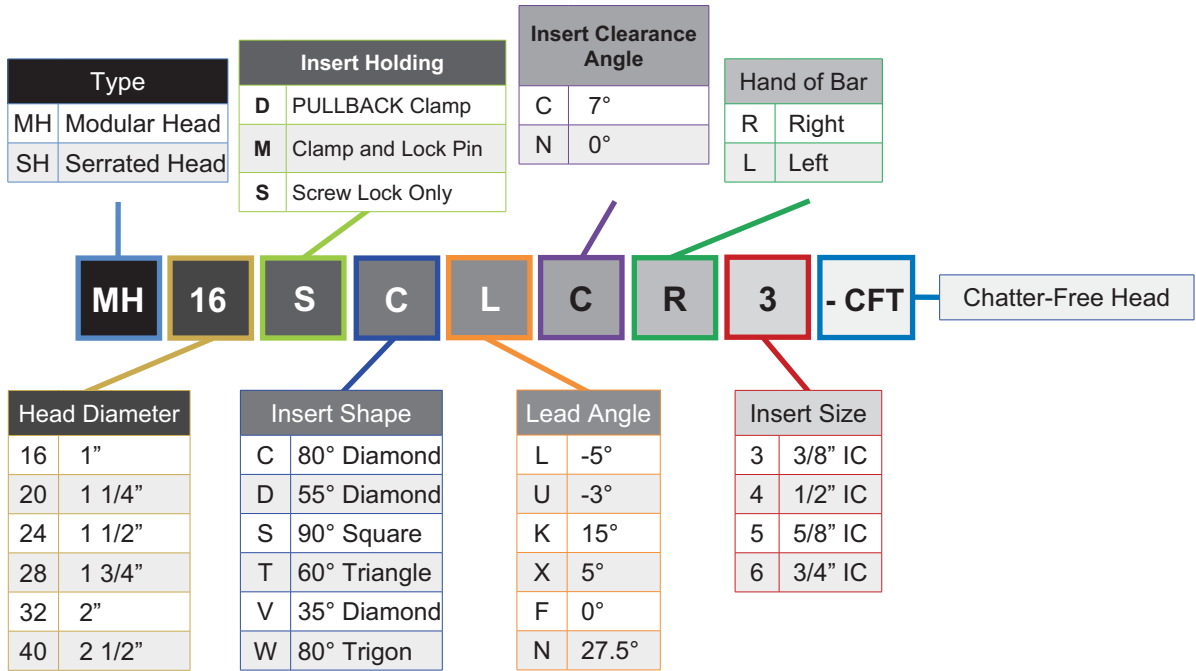 Type
MH Modular Head
SH Serrated Head
Insert Holding
D PULLBACK Clamp
M Clamp and Lock Pin
S Screw Lock Only
Insert Clearance
Angle
C 7°
N 0°
Hand of Bar
R Right
L Left
MH 16 S C L C R 3 - CFT Chatter-Free Head
Head Diameter
16 1”
20 1 1/4”
24 1 1/2”
28 1 3/4”
32 2”
40 2 1/2”
Insert Shape
C 80° Diamond
D 55° Diamond
S 90° Square
T 60° Triangle
V 35° Diamond
W 80° Trigon
Lead Angle
L -5°
U -3°
K 15°
X 5°
F 0°
N 27.5°
Insert Size
3 3/8” IC
4 1/2” IC
5 5/8” IC
6 3/4” IC